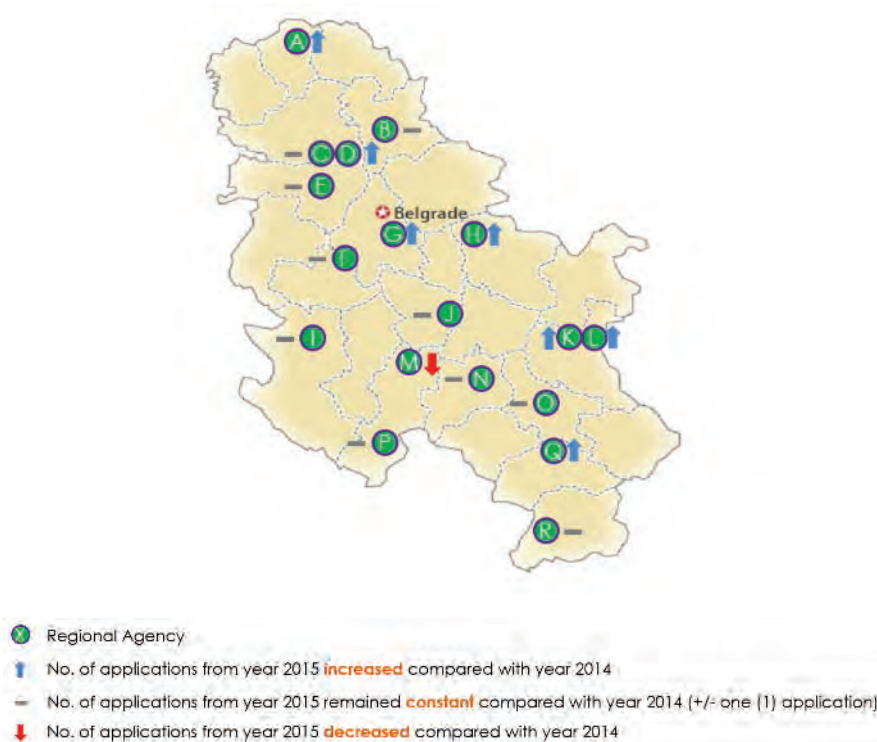 A
B
C D
E
Belgrade
G H
F
J
I K L
M
N
O
P
Q
R
X Regional Agency
No. of applications from year 2015 increased compared with year 2014
No. of applications from year 2015 remained constant compared with year 2014 (+/- one (1) application)
No. of applications from year 2015 decreased compared with year 2014